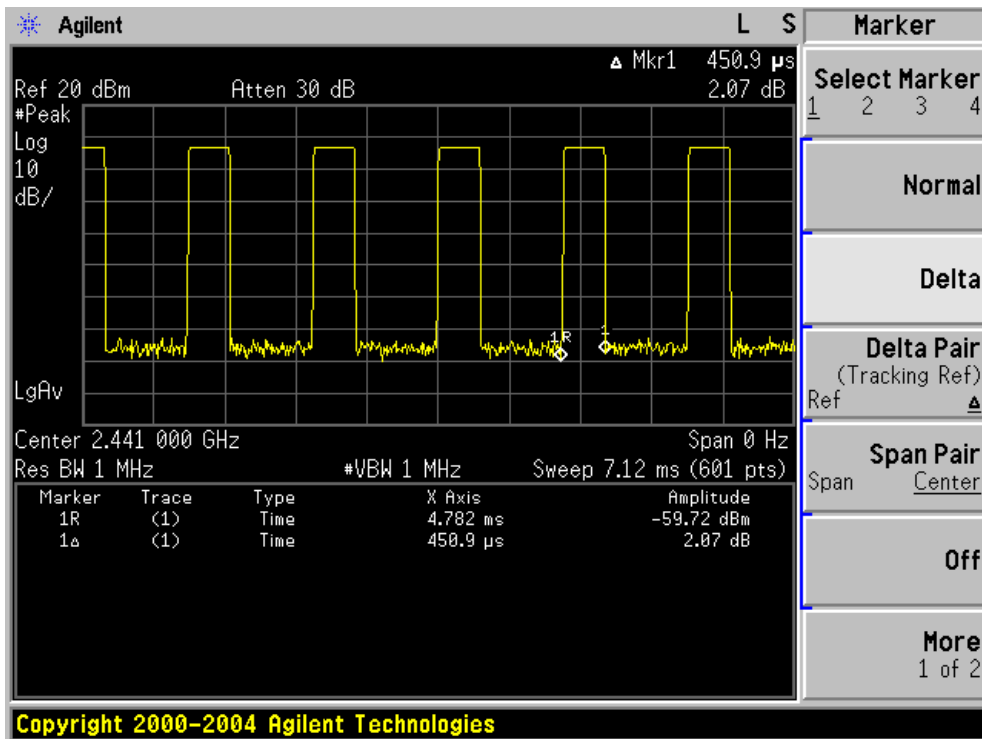 Agilent L S
Δ Mkr1 450.9 µs
Ref 20 dBm Atten 30 dB 2.07 dB
#Peak
Log
10
dB/
1R 1
LgAv
Center 2.441 000 GHz Span 0 Hz
Res BW 1 MHz #VBW 1 MHz Sweep 7.12 ms (601 pts)
Marker Trace Type X Axis Amplitude
1R (1) Time 4.782 ms -59.72 dBm
1Δ (1) Time 450.9 µs 2.07 dB
Marker
Select Marker
1 2 3 4
Normal
Delta
Delta Pair
(Tracking Ref)
Ref Δ
Span Pair
Span Center
Off
More
1 of 2
Copyright 2000-2004 Agilent Technologies